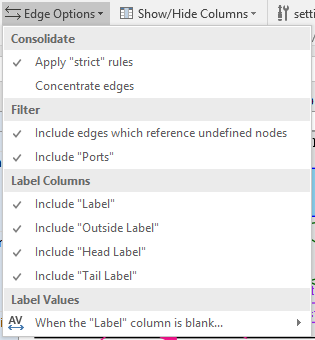 Edge Options Show/Hide Columns
Consolidate
Apply "strict" rules
Concentrate edges
Filter
Include edges which reference undefined nodes
Include "Ports"
Label Columns
Include "Label"
Include "Outside Label"
Include "Head Label"
Include "Tail Label"
Label Values
AV When the "Label" column is blank...